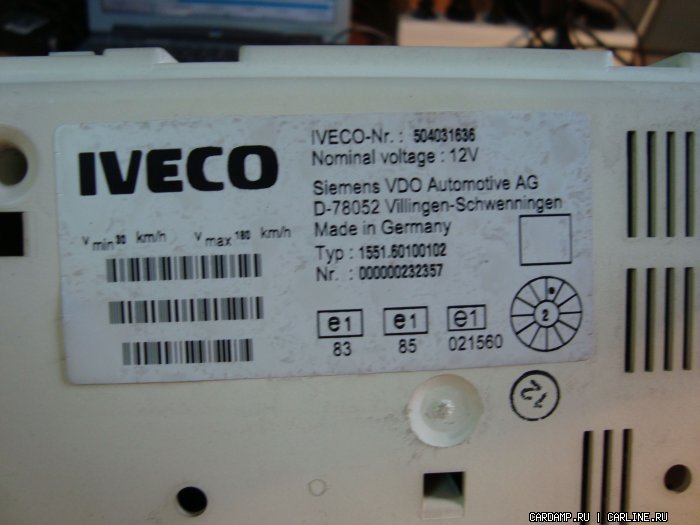 IVECO
IVECO-Nr. : 504031636
Nominal voltage : 12V
Siemens VDO Automotive AG
D-78052 Villingen-Schwenningen
Made in Germany
Typ : 1551.60100102
Nr. : 000000232357
V min 30 km/h V max 180 km/h
e1 e1 e1
83 85 021560
2
CARDAMP.RU | CARLINE.RU